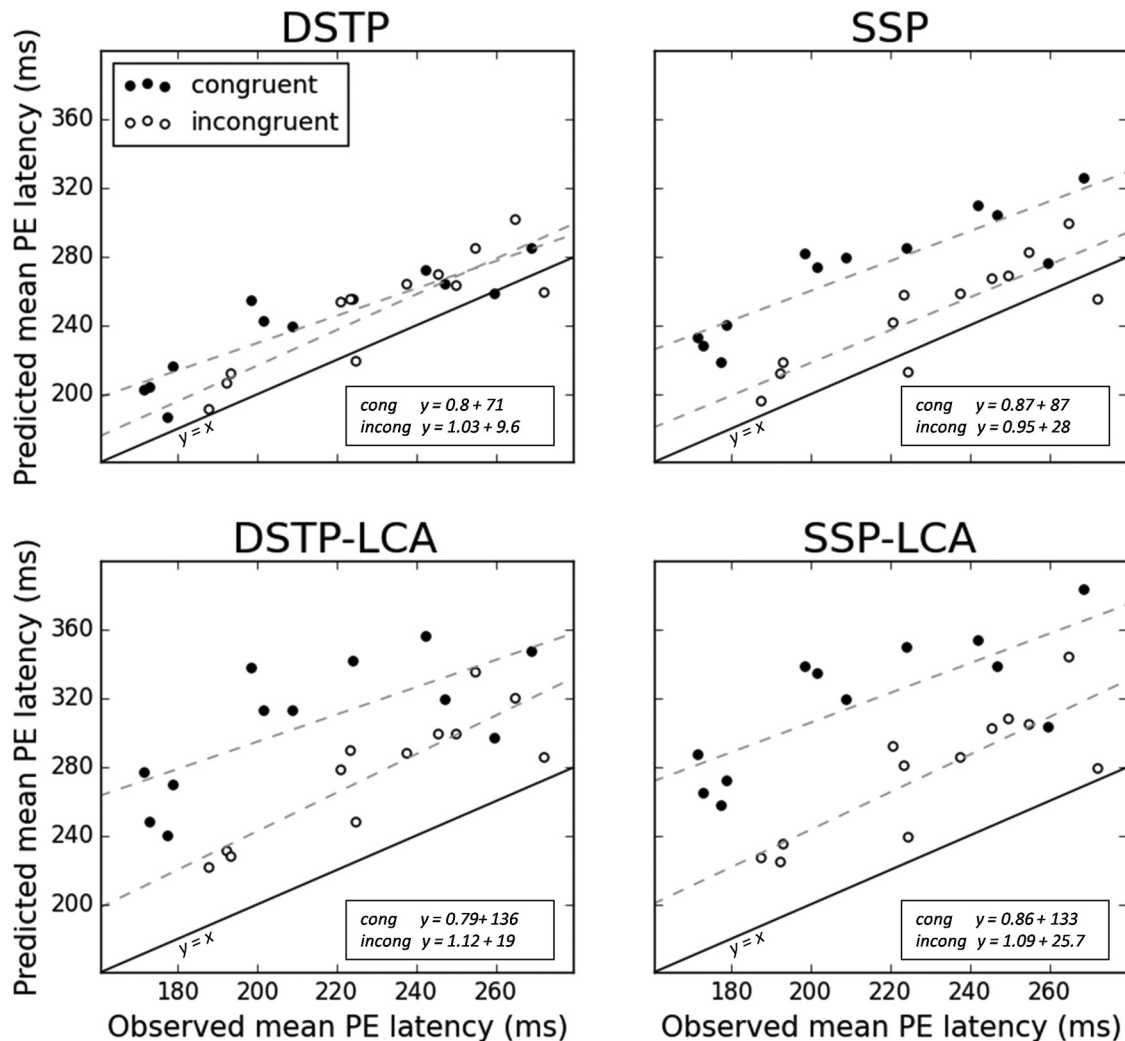 DSTP
SSP
Predicted mean PE latency (ms)
360
320
280
240
200
congruent
incongruent
y = x
cong y = 0.8 + 71
incong y = 1.03 + 9.6
y = x
cong y = 0.87 + 87
incong y = 0.95 + 28
DSTP-LCA
SSP-LCA
Predicted mean PE latency (ms)
360
320
280
240
200
y = x
cong y = 0.79+ 136
incong y = 1.12 + 19
y = x
cong y = 0.86 + 133
incong y = 1.09 + 25.7
180 200 220 240 260
180 200 220 240 260
Observed mean PE latency (ms)
Observed mean PE latency (ms)